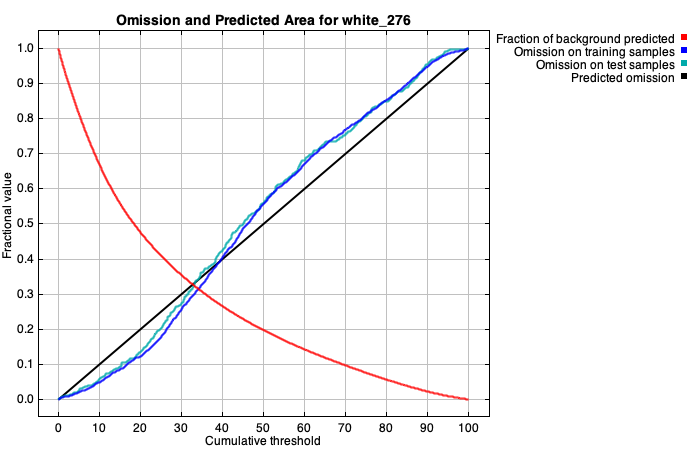 Omission and Predicted Area for white_276
Fraction of background predicted
Omission on training samples
Omission on test samples
Predicted omission
Fractional value
1.0
0.9
0.8
0.7
0.6
0.5
0.4
0.3
0.2
0.1
0.0
0 10 20 30 40 50 60 70 80 90 100
Cumulative threshold